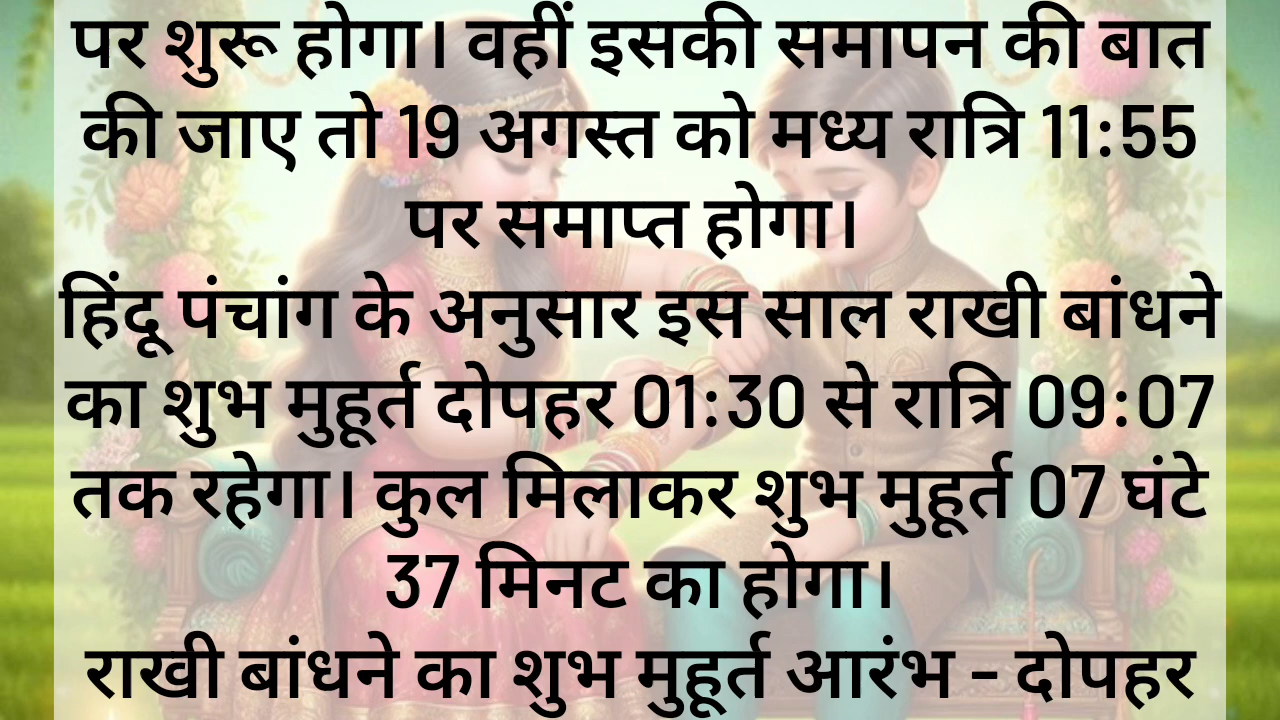 पर शुरू होगा। वहीं इसकी समापन की बात
की जाए तो 19 अगस्त को मध्य रात्रि 11:55
पर समाप्त होगा।
हिंदू पंचांग के अनुसार इस साल राखी बांधने
का शुभ मुहूर्त दोपहर 01:30 से रात्रि 09:07
तक रहेगा। कुल मिलाकर शुभ मुहूर्त 07 घंटे
37 मिनट का होगा।
राखी बांधने का शुभ मुहूर्त आरंभ - दोपहर